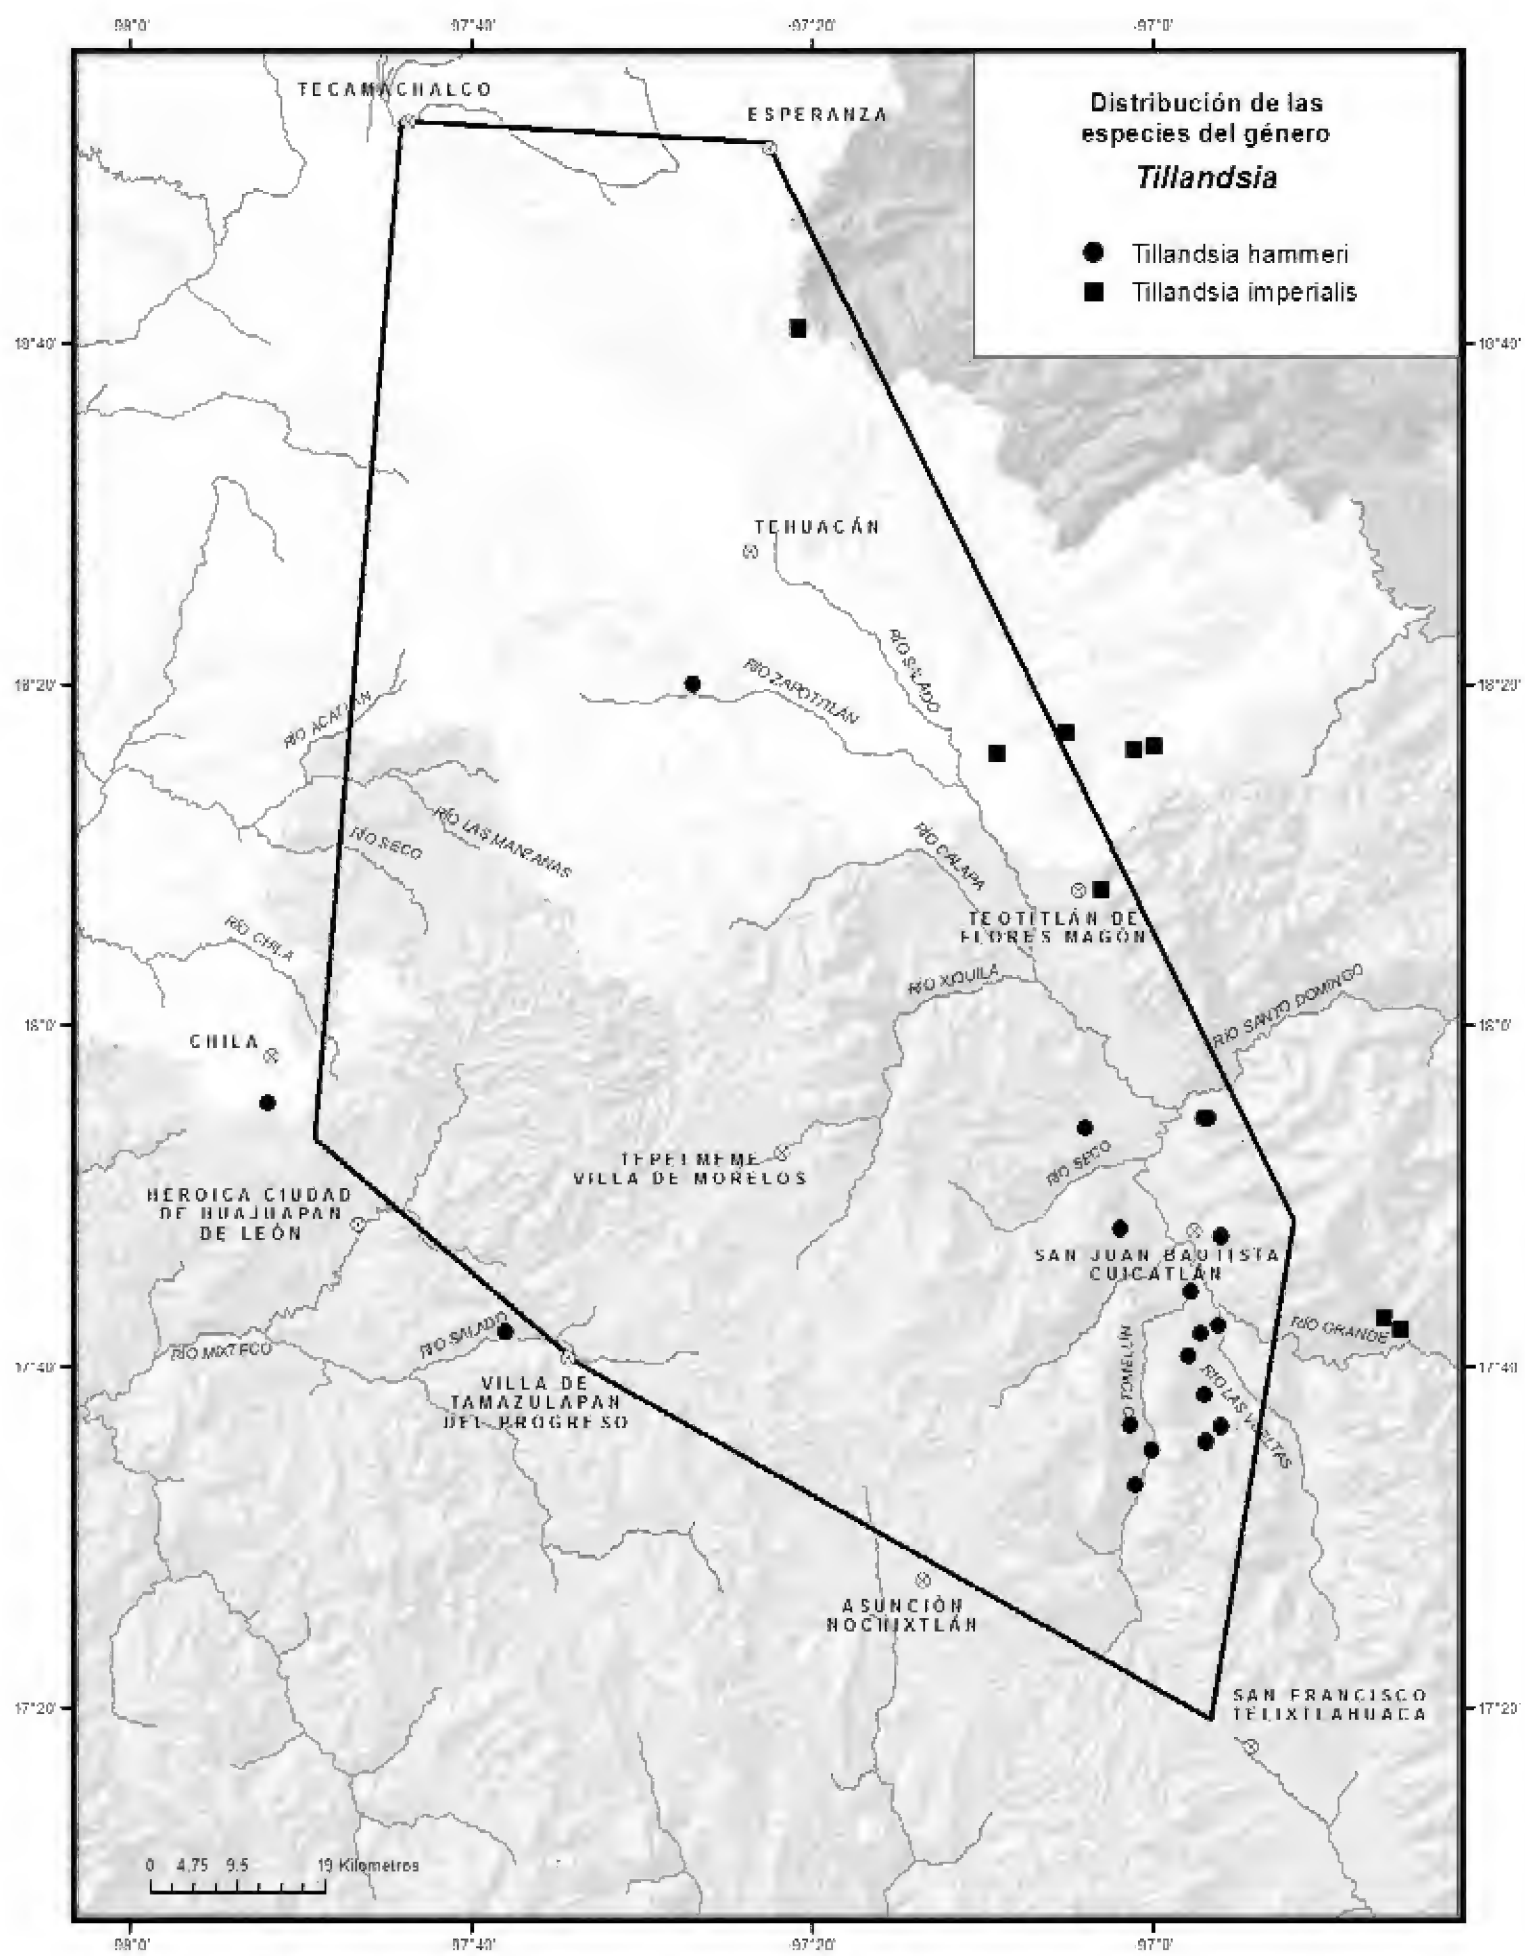 98°0'
-97°40'
-97°20'
-97°0'
TECAMACHALCO
ESPERANZA
Distribución de las
especies del género
Tillandsia
Tillandsia hammeri
Tillandsia imperialis
18°40'
18°40'
TEHUACÁN
RÍO SALADO
RÍO ZAPOTITLÁN
18°20'
18°20'
RÍO ACATLÁN
RÍO LAS MANZANAS
RÍO SECO
RÍO CALAPA
TEOTITLÁN DE
FLORES MAGÓN
RÍO CHILA
RÍO XIQUILA
RÍO SANTO DOMINGO
18°0'
18°0'
CHILA
TEPELMEME
VILLA DE MORELOS
RÍO SECO
HEROICA CIUDAD
DE HUAJUAPAN
DE LEÓN
SAN JUAN BAUTISTA
CUICATLÁN
RÍO SALADO
RÍO MIXTECO
RÍO GRANDE
17°40'
17°40'
VILLA DE
TAMAZULAPAN
DEL PROGRESO
RÍO LAS VUELTAS
ASUNCIÓN
NOCHIXTLÁN
SAN FRANCISCO
TELIXTLAHUACA
17°20'
17°20'
0 4.75 9.5 19 Kilometros
98°0'
-97°40'
-97°20'
-97°0'